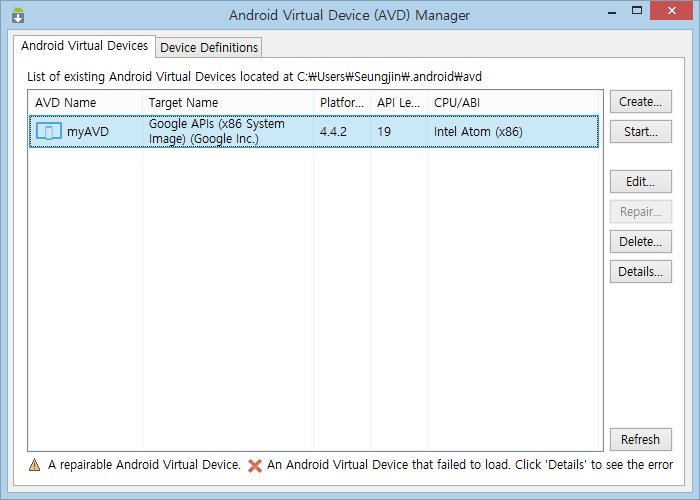 Android Virtual Device (AVD) Manager
Android Virtual Devices
Device Definitions
List of existing Android Virtual Devices located at C:₩Users₩Seungjin₩.android₩avd
AVD Name Target Name Platfor... API Le... CPU/ABI
myAVD Google APIs (x86 System Image) (Google Inc.) 4.4.2 19 Intel Atom (x86)
Create...
Start...
Edit...
Repair...
Delete...
Details...
Refresh
A repairable Android Virtual Device. An Android Virtual Device that failed to load. Click 'Details' to see the error